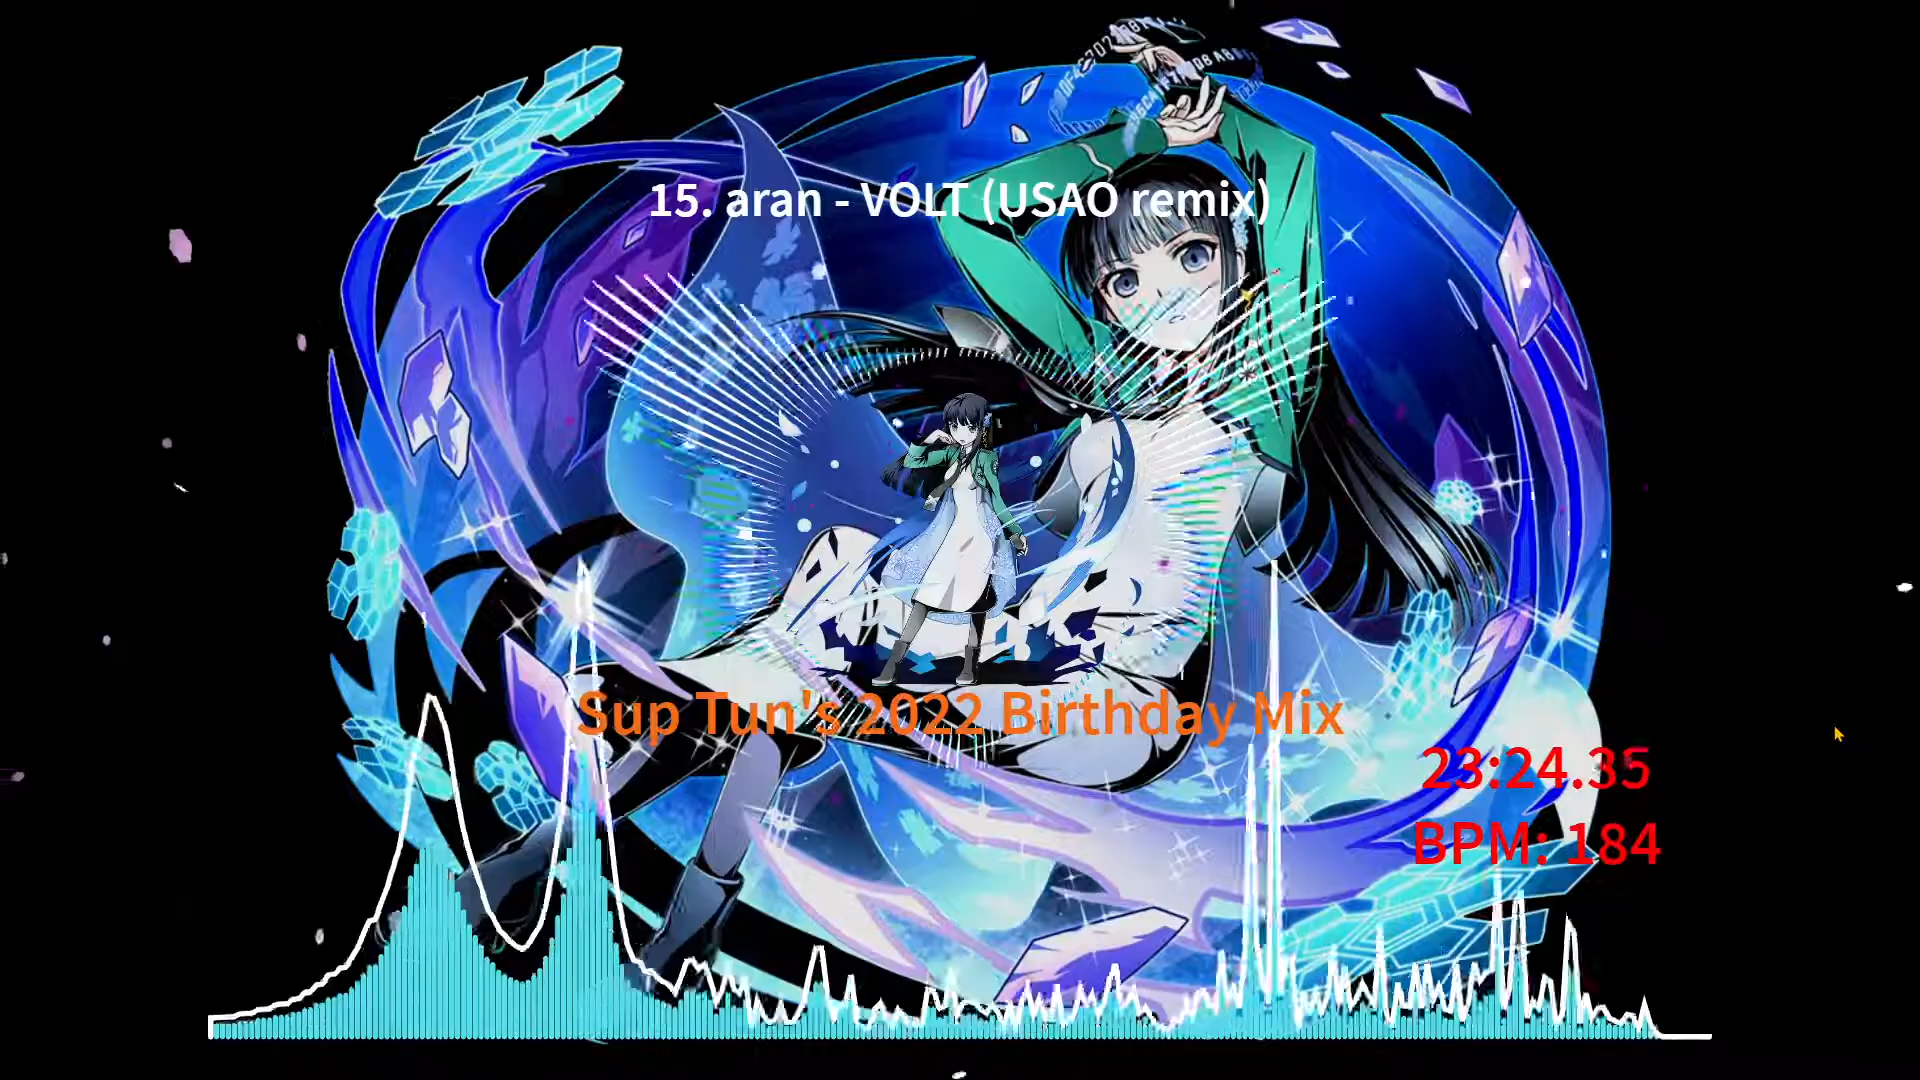 15. aran - VOLT (USAO remix)
Sup Tun's 2022 Birthday Mix
23:24.35
BPM: 184